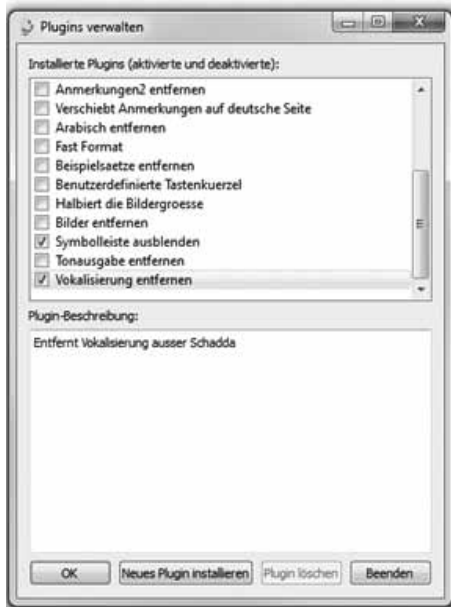 Plugins verwalten
Installierte Plugins (aktivierte und deaktivierte):
Anmerkungen2 entfernen
Verschiebt Anmerkungen auf deutsche Seite
Arabisch entfernen
Fast Format
Beispielsaetze entfernen
Benutzerdefinierte Tastenkuerzel
Halbiert die Bildergroesse
Bilder entfernen
Symbolleiste ausblenden
Tonausgabe entfernen
Vokalisierung entfernen
Plugin-Beschreibung:
Entfernt Vokalisierung ausser Schadda
OK Neues Plugin installieren Plugin löschen Beenden